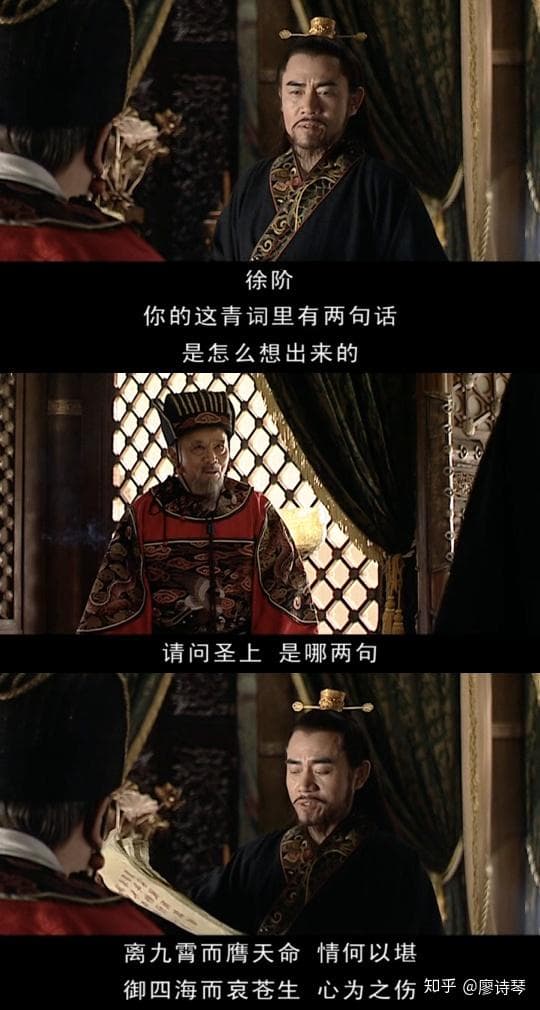 徐阶
你的这青词里有两句话
是怎么想出来的
请问圣上 是哪两句
离九霄而膺天命 情何以堪
御四海而哀苍生 心为之伤
知乎 @廖诗琴